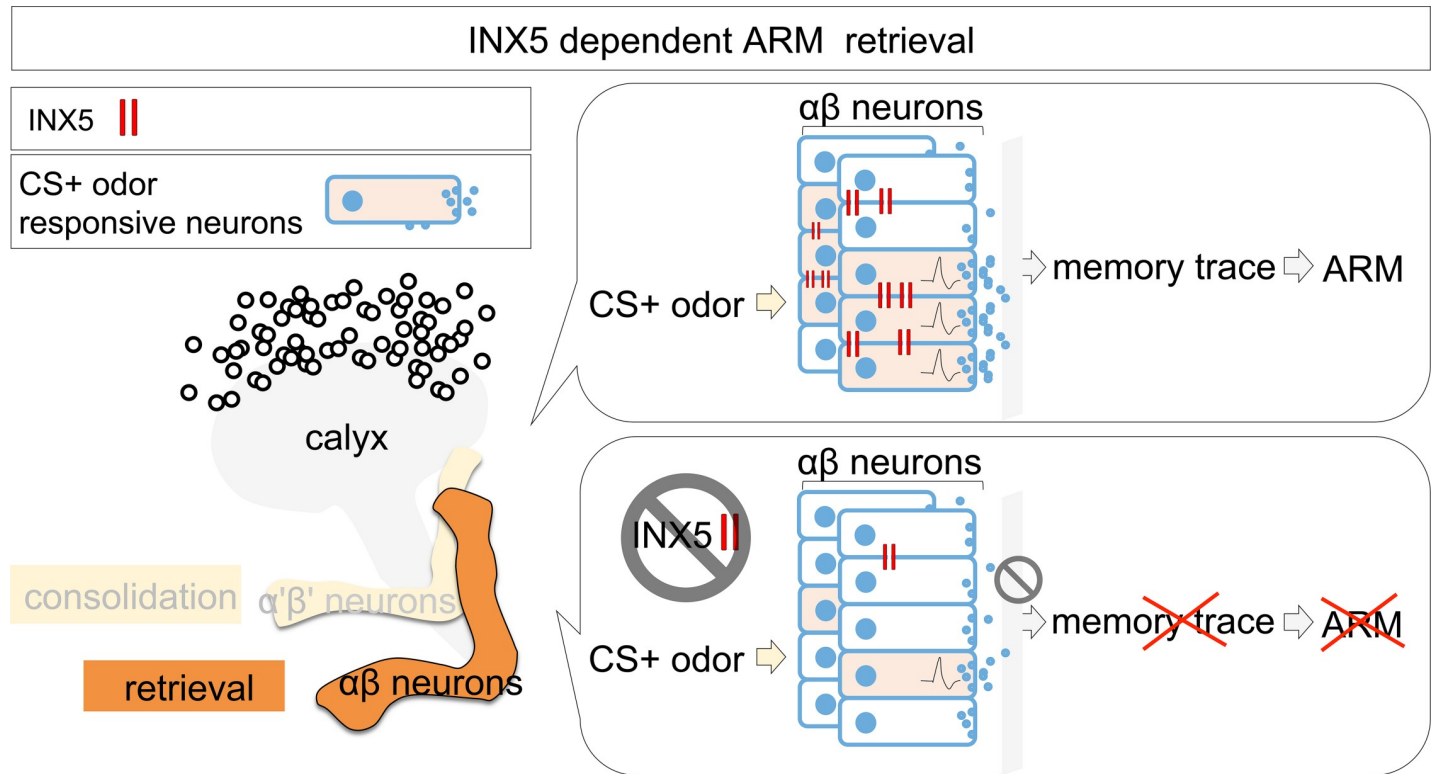 INX5 dependent ARM retrieval
INX5
CS+ odor
responsive neurons
calyx
consolidation
α'β' neurons
retrieval
αβ neurons
αβ neurons
CS+ odor
memory trace
ARM
αβ neurons
INX5
CS+ odor
memory trace
ARM